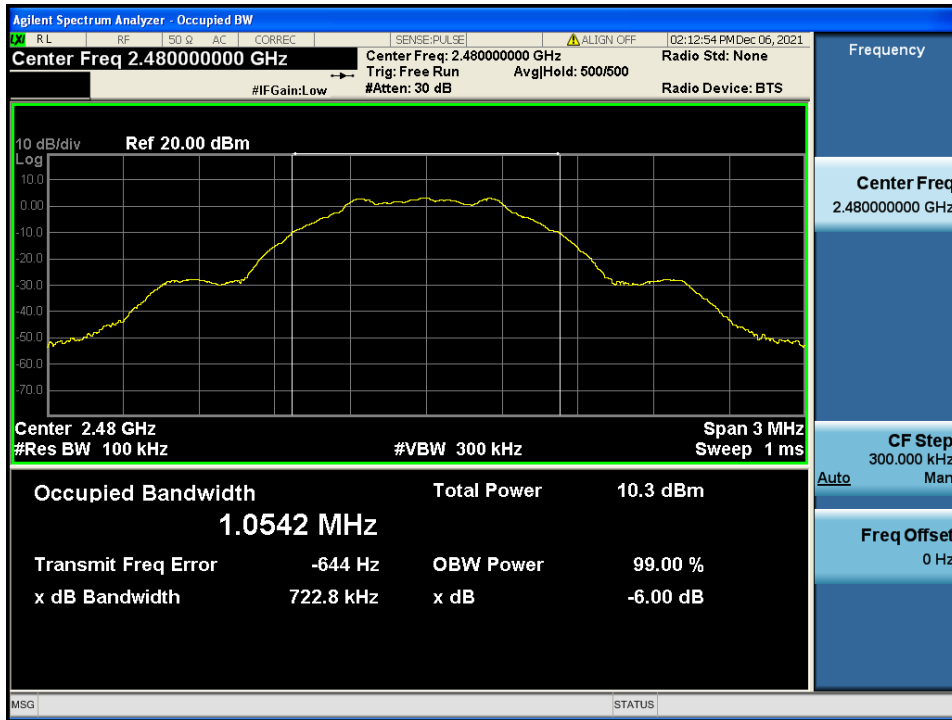 Agilent Spectrum Analyzer - Occupied BW
LXI RL RF 50 Ω AC CORREC SENSE:PULSE ALIGN OFF 02:12:54 PM Dec 06, 2021
Center Freq 2.480000000 GHz
#IFGain:Low
Center Freq: 2.480000000 GHz
Trig: Free Run Avg|Hold: 500/500
#Atten: 30 dB
Radio Std: None
Radio Device: BTS
10 dB/div Ref 20.00 dBm
Log
10.0
0.00
-10.0
-20.0
-30.0
-40.0
-50.0
-60.0
-70.0
Center 2.48 GHz Span 3 MHz
#Res BW 100 kHz #VBW 300 kHz Sweep 1 ms
Occupied Bandwidth Total Power 10.3 dBm
1.0542 MHz
Transmit Freq Error -644 Hz OBW Power 99.00 %
x dB Bandwidth 722.8 kHz x dB -6.00 dB
MSG STATUS
Frequency
Center Freq
2.480000000 GHz
CF Step
300.000 kHz
Auto Man
Freq Offset
0 Hz